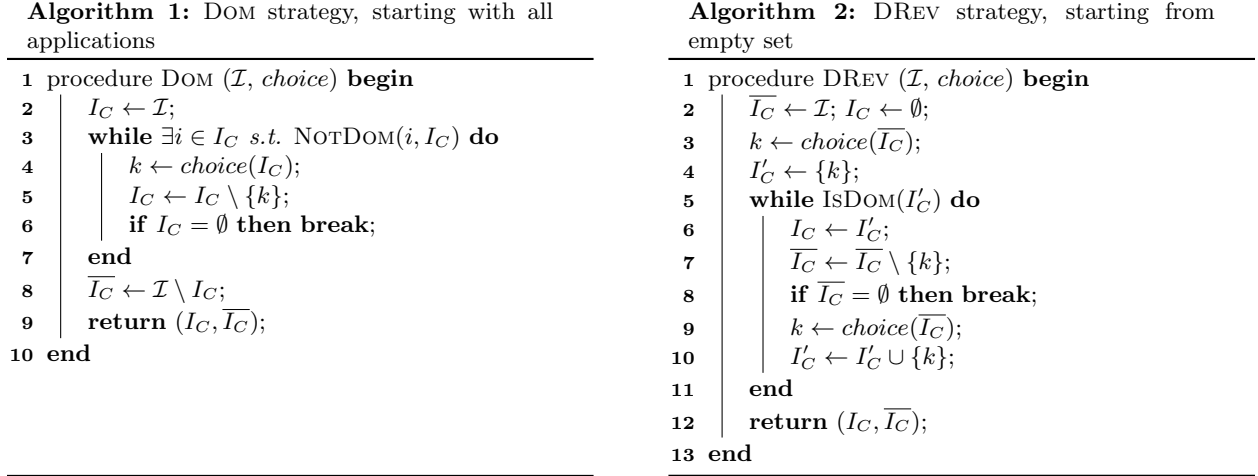 Algorithm 1: DOM strategy, starting with all
applications
1 procedure DOM (ℐ, choice) begin
2 I_C ← ℐ;
3 while ∃i ∈ I_C s.t. NOTDOM(i, I_C) do
4 k ← choice(I_C);
5 I_C ← I_C \ {k};
6 if I_C = ∅ then break;
7 end
8 \overline{I_C} ← ℐ \ I_C;
9 return (I_C, \overline{I_C});
10 end
Algorithm 2: DREV strategy, starting from
empty set
1 procedure DREV (ℐ, choice) begin
2 \overline{I_C} ← ℐ; I_C ← ∅;
3 k ← choice(\overline{I_C});
4 I′_C ← {k};
5 while ISDOM(I′_C) do
6 I_C ← I′_C;
7 \overline{I_C} ← \overline{I_C} \ {k};
8 if \overline{I_C} = ∅ then break;
9 k ← choice(\overline{I_C});
10 I′_C ← I′_C ∪ {k};
11 end
12 return (I_C, \overline{I_C});
13 end